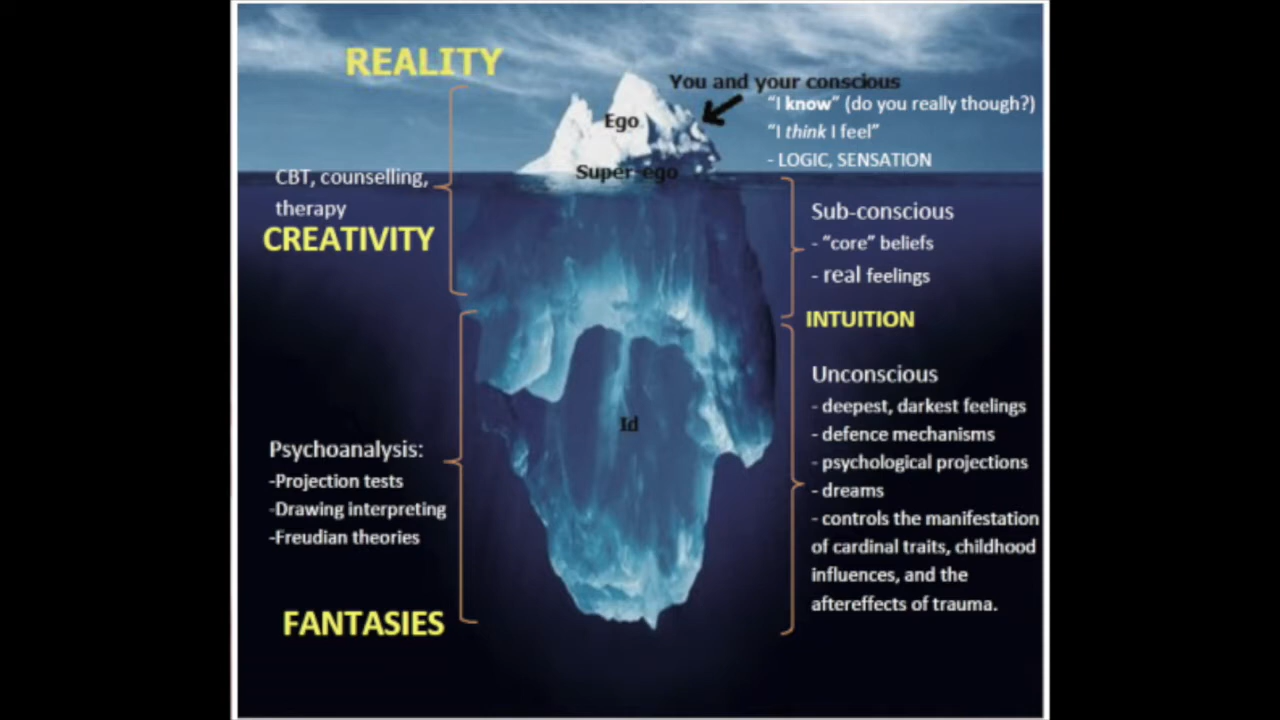 REALITY
You and your conscious
"I know" (do you really though?)
"I think I feel"
- LOGIC, SENSATION
Ego
Super-ego
CBT, counselling,
therapy
CREATIVITY
Sub-conscious
- "core" beliefs
- real feelings
INTUITION
Unconscious
- deepest, darkest feelings
- defence mechanisms
- psychological projections
- dreams
- controls the manifestation
of cardinal traits, childhood
influences, and the
aftereffects of trauma.
Id
Psychoanalysis:
-Projection tests
-Drawing interpreting
-Freudian theories
FANTASIES